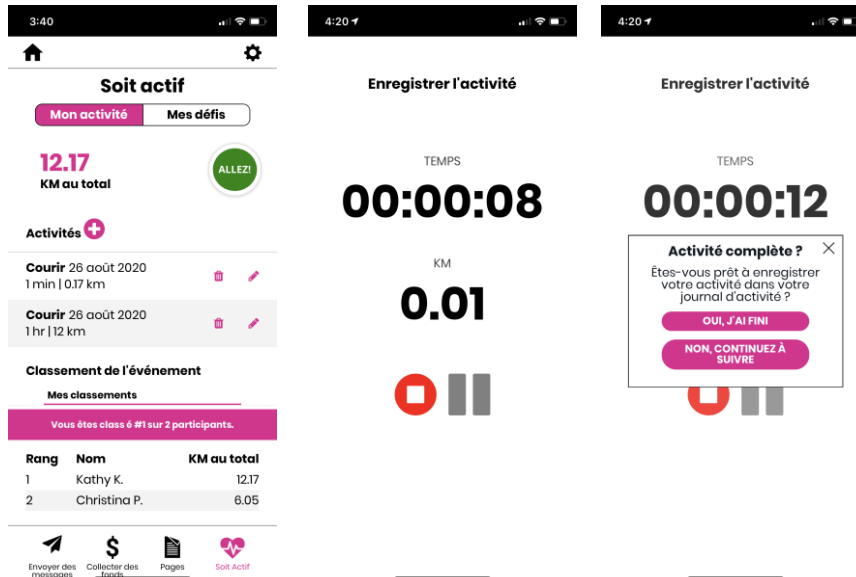 3:40
Soit actif
Mon activité Mes défis
12.17
KM au total
ALLEZ!
Activités
Courir 26 août 2020
1 min | 0.17 km
Courir 26 août 2020
1 hr | 12 km
Classement de l'événement
Mes classements
Vous êtes class é #1 sur 2 participants.
Rang Nom KM au total
1 Kathy K. 12.17
2 Christina P. 6.05
Envoyer des messages
Collecter des fonds
Pages
Soit Actif
4:20
Enregistrer l'activité
TEMPS
00:00:08
KM
0.01
4:20
Enregistrer l'activité
TEMPS
00:00:12
Activité complète ?
Êtes-vous prêt à enregistrer
votre activité dans votre
journal d'activité ?
OUI, J'AI FINI
NON, CONTINUEZ À
SUIVRE